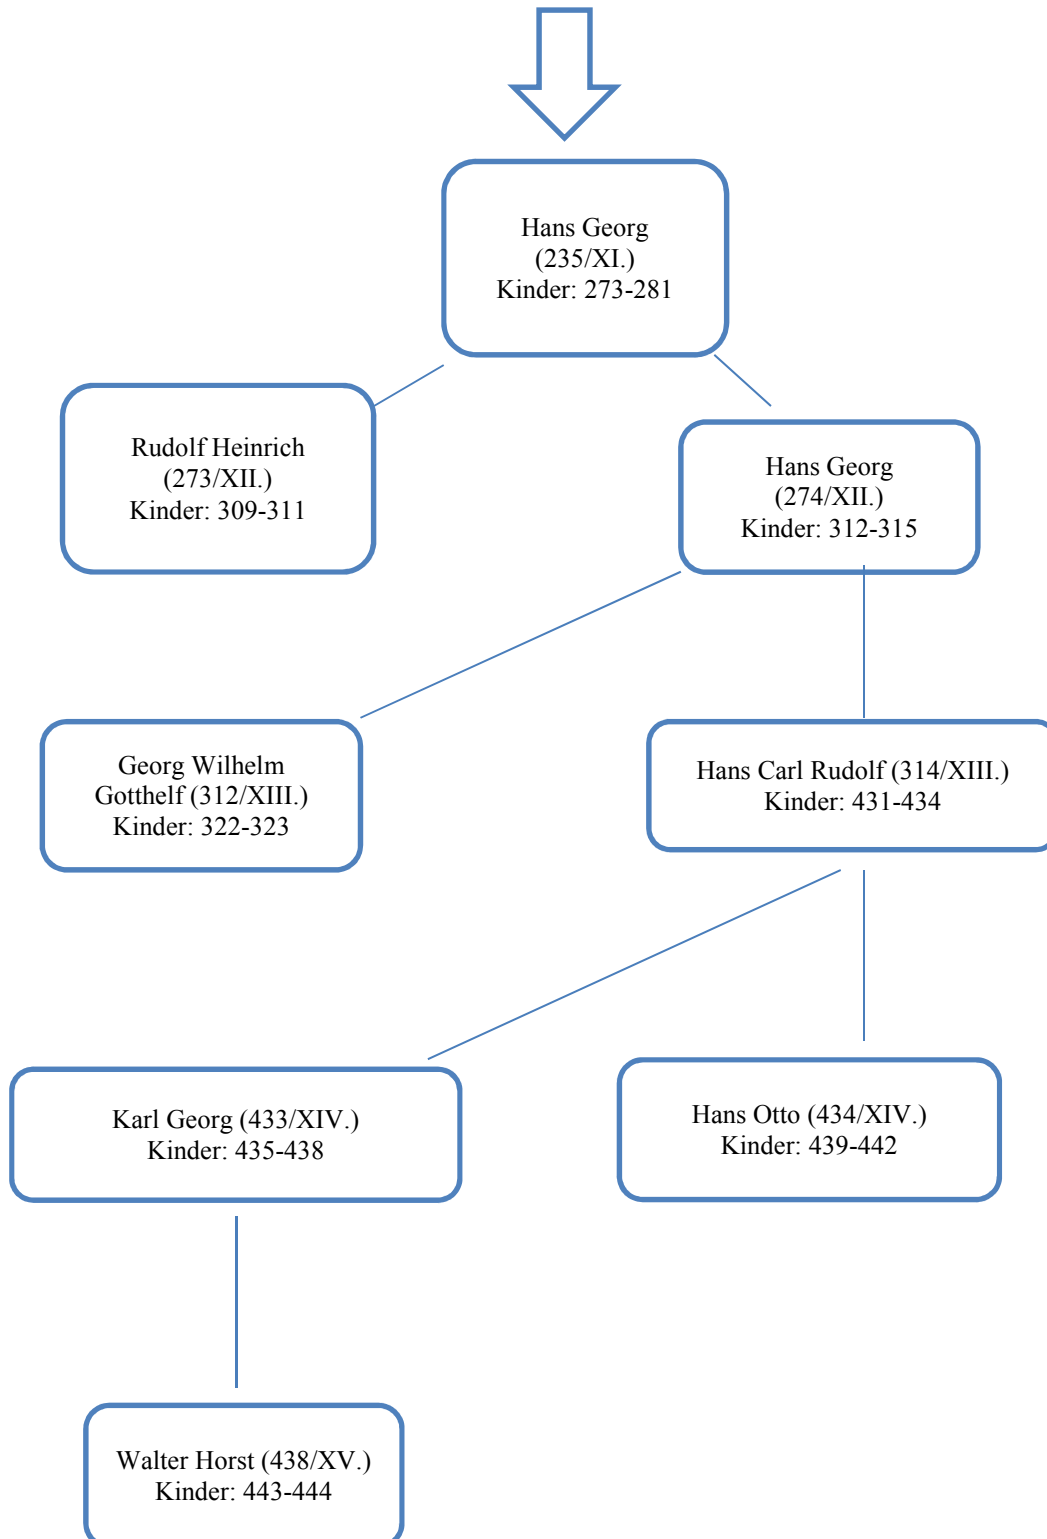 Hans Georg
(235/XI.)
Kinder: 273-281
Rudolf Heinrich
(273/XII.)
Kinder: 309-311
Hans Georg
(274/XII.)
Kinder: 312-315
Georg Wilhelm
Gotthelf (312/XIII.)
Kinder: 322-323
Hans Carl Rudolf (314/XIII.)
Kinder: 431-434
Karl Georg (433/XIV.)
Kinder: 435-438
Hans Otto (434/XIV.)
Kinder: 439-442
Walter Horst (438/XV.)
Kinder: 443-444